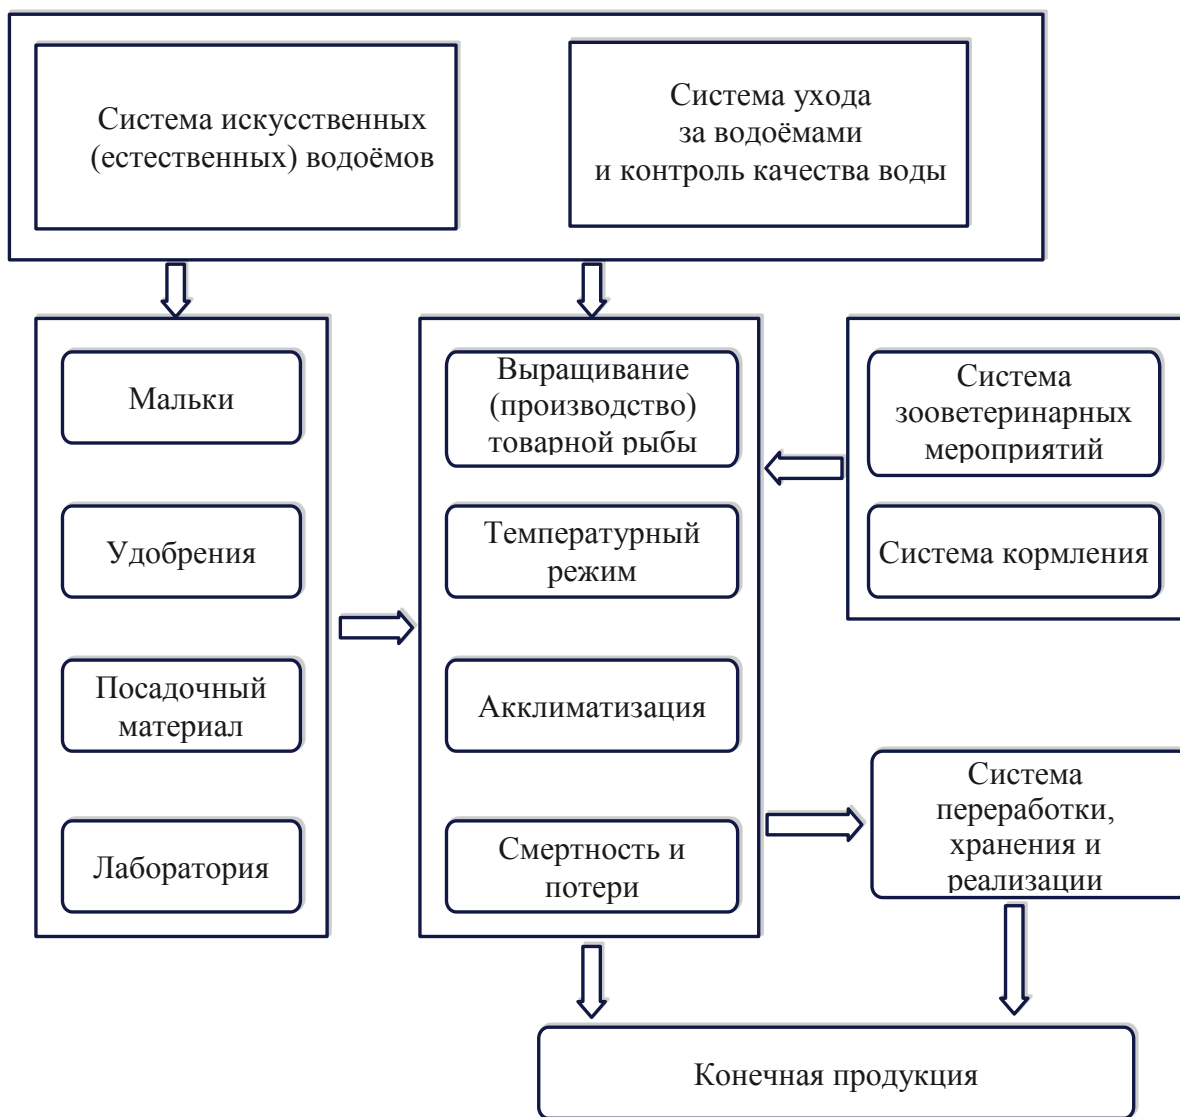 Система искусственных
(естественных) водоёмов
Система ухода
за водоёмами
и контроль качества воды
Мальки
Удобрения
Посадочный
материал
Лаборатория
Выращивание
(производство)
товарной рыбы
Температурный
режим
Акклиматизация
Смертность и
потери
Система
зооветеринарных
мероприятий
Система кормления
Система
переработки,
хранения и
реализации
Конечная продукция